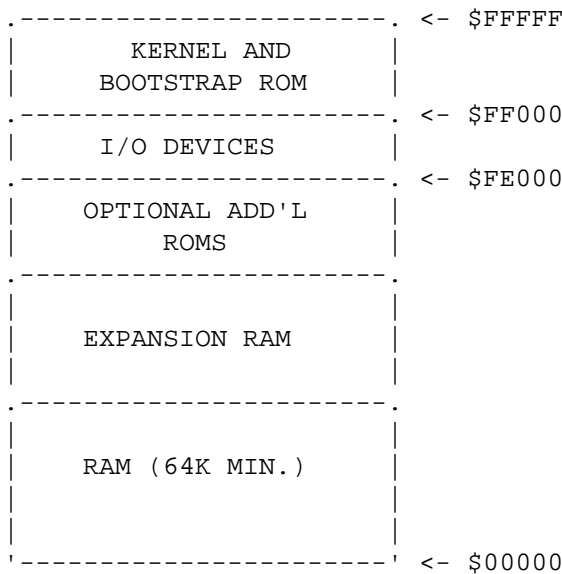 <- $FFFFF
KERNEL AND
BOOTSTRAP ROM
<- $FF000
I/O DEVICES
<- $FE000
OPTIONAL ADD'L
ROMS
EXPANSION RAM
RAM (64K MIN.)
<- $00000